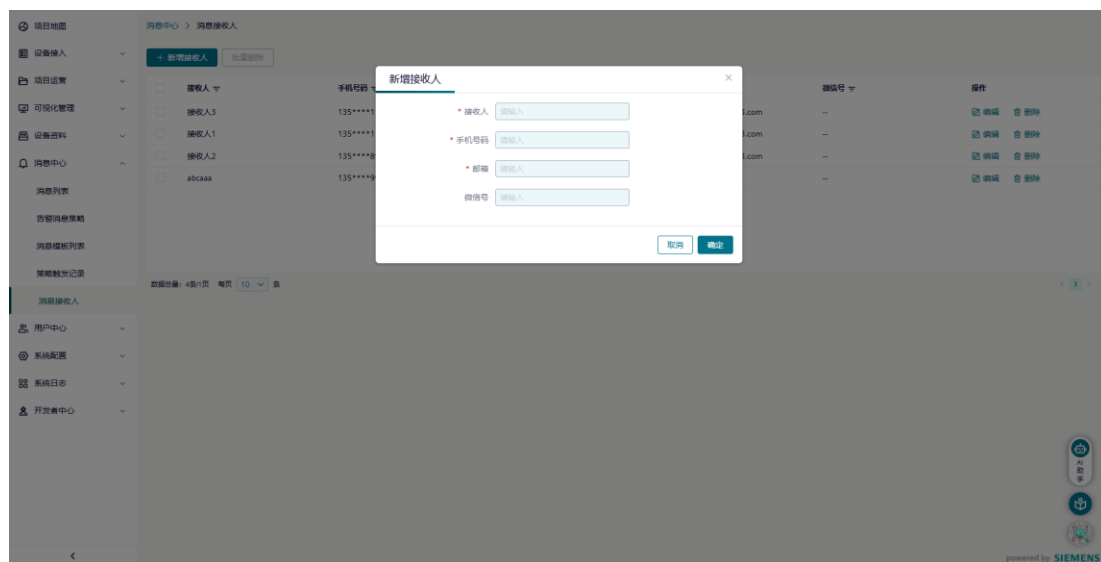 项目地图
消息中心 > 消息接收人
设备接入
+ 新增接收人 批量删除
项目运营
新增接收人
接收人 手机号码 微信号 操作
可视化管理
接收人3 135****1 3.com -- 编辑 删除
* 接收人 请输入
设备资料
接收人1 135****1 3.com -- 编辑 删除
* 手机号码 请输入
消息中心
接收人2 135****8 3.com -- 编辑 删除
* 邮箱 请输入
abcaaa 135****9 -- 编辑 删除
消息列表
微信号 请输入
告警消息策略
消息模板列表
取消 确定
策略触发记录
数据总量: 4条/1页 每页 10 条 1
消息接收人
用户中心
系统配置
系统日志
开发者中心
AI
助
手
powered by SIEMENS